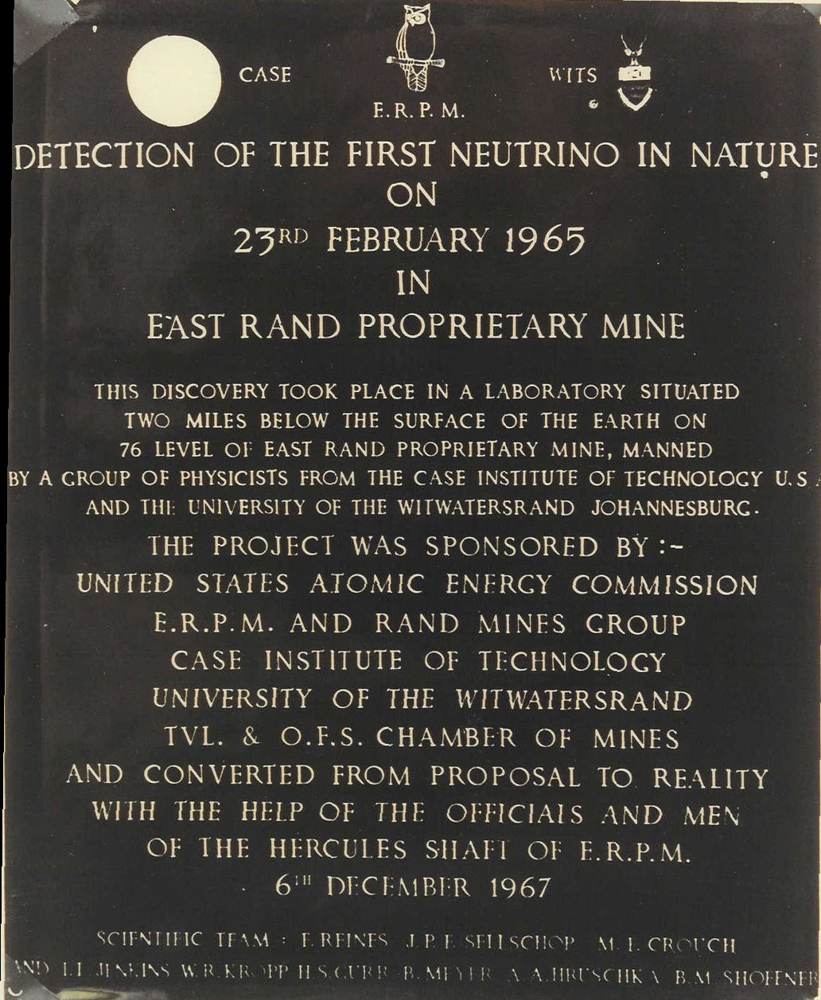 CASE
WITS
E.R.P.M.
DETECTION OF THE FIRST NEUTRINO IN NATURE
ON
23RD FEBRUARY 1965
IN
EAST RAND PROPRIETARY MINE
THIS DISCOVERY TOOK PLACE IN A LABORATORY SITUATED
TWO MILES BELOW THE SURFACE OF THE EARTH ON
76 LEVEL OF EAST RAND PROPRIETARY MINE, MANNED
BY A GROUP OF PHYSICISTS FROM THE CASE INSTITUTE OF TECHNOLOGY U.S.
AND THE UNIVERSITY OF THE WITWATERSRAND JOHANNESBURG.
THE PROJECT WAS SPONSORED BY :-
UNITED STATES ATOMIC ENERGY COMMISSION
E.R.P.M. AND RAND MINES GROUP
CASE INSTITUTE OF TECHNOLOGY
UNIVERSITY OF THE WITWATERSRAND
TVL. & O.F.S. CHAMBER OF MINES
AND CONVERTED FROM PROPOSAL TO REALITY
WITH THE HELP OF THE OFFICIALS AND MEN
OF THE HERCULES SHAFT OF E.R.P.M.
6TH DECEMBER 1967
SCIENTIFIC TEAM : F. REINES J.P.F. SELLSCHOP M.F. CROUCH
AND T.L. JENKINS W.R. KROPP H.S. GURR B. MEYER A.A. HRUSCHKA B.M. SHOFFNER